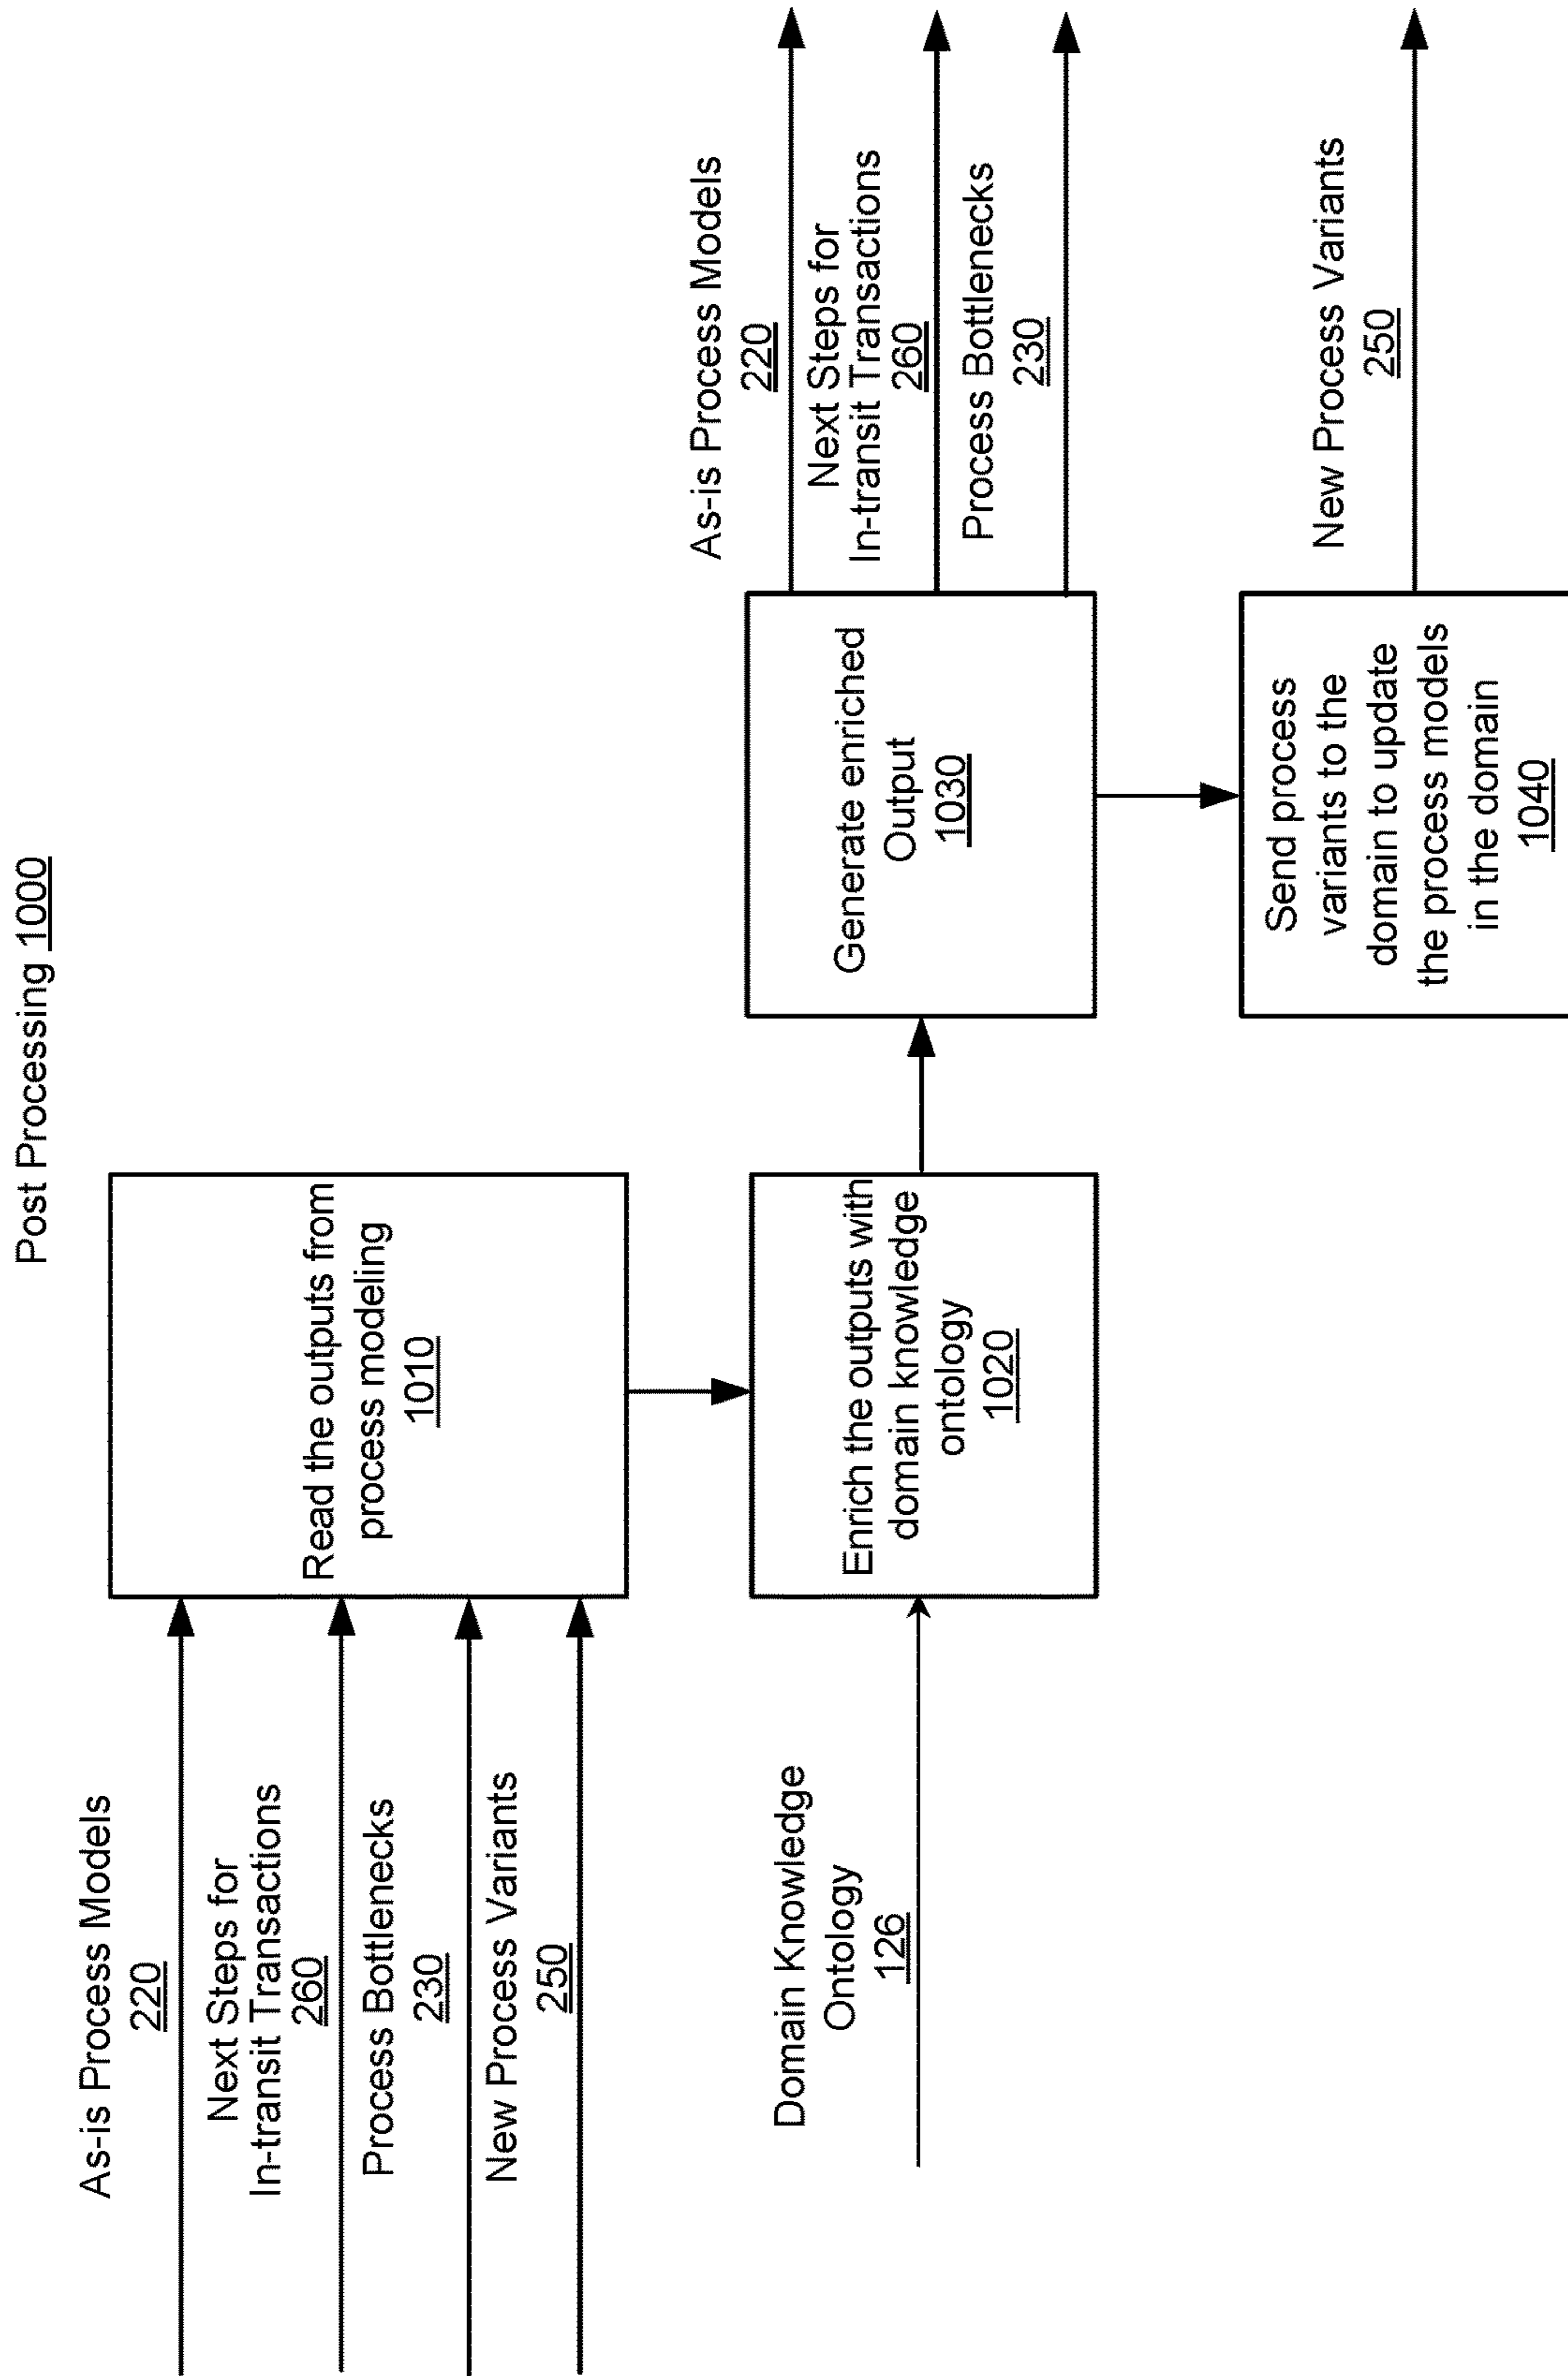 Post Processing 1000
As-is Process Models
220
Next Steps for
In-transit Transactions
260
Process Bottlenecks
230
New Process Variants
250
Read the outputs from
process modeling
1010
Domain Knowledge
Ontology
126
Enrich the outputs with
domain knowledge
ontology
1020
Generate enriched
Output
1030
As-is Process Models
220
Next Steps for
In-transit Transactions
260
Process Bottlenecks
230
Send process
variants to the
domain to update
the process models
in the domain
1040
New Process Variants
250